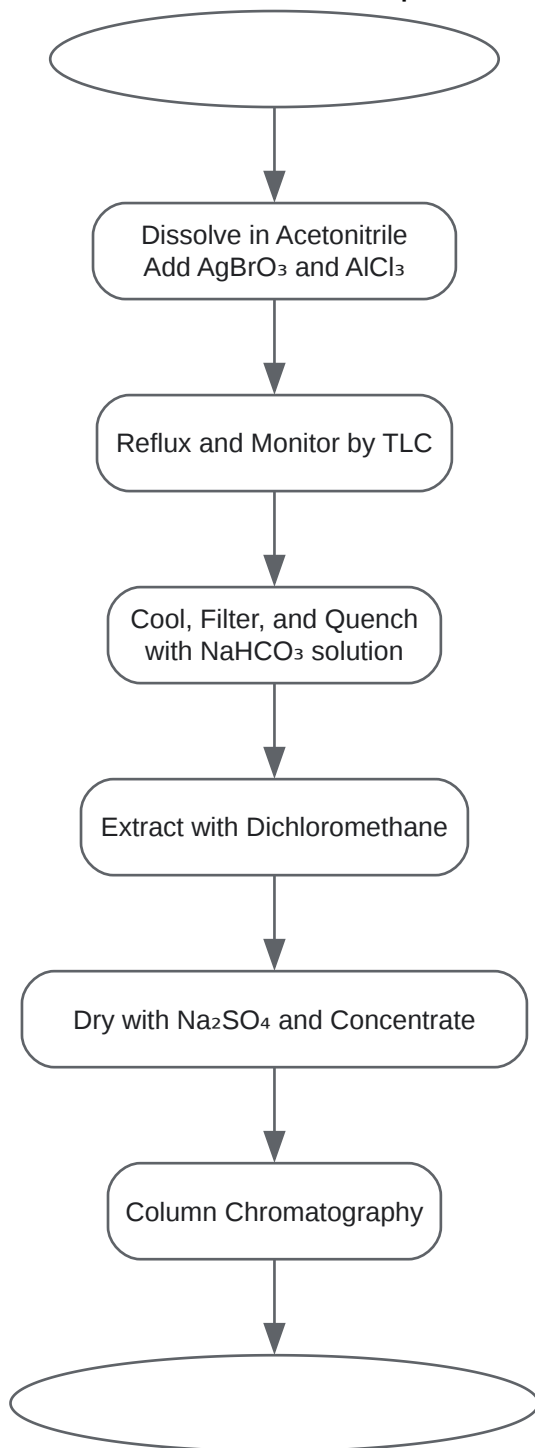 Dissolve in Acetonitrile
Add AgBrO₃ and AlCl₃
Reflux and Monitor by TLC
Cool, Filter, and Quench
with NaHCO₃ solution
Extract with Dichloromethane
Dry with Na₂SO₄ and Concentrate
Column Chromatography